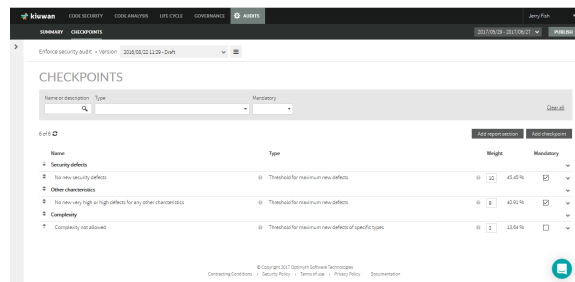 kiuwan CODE SECURITY CODE ANALYSIS LIFE CYCLE GOVERNANCE AUDITS Jerry Fish
SUMMARY CHECKPOINTS 2017/05/29 - 2017/06/27 PUBLISH
Enforce security audit • Version 2016/08/22 11:29 - Draft
CHECKPOINTS
Name or description Type Mandatory
Clear all
6 of 6 Add report section Add checkpoint
Name Type Weight Mandatory
Security defects
No new security defects Threshold for maximum new defects 10 45.45 %
Other charcteristics
No new very high or high defects for any other charcteristics Threshold for maximum new defects 9 40.91 %
Complexity
Complexity not allowed Threshold for maximum new defects of specific types 3 13.64 %
© Copyright 2017 Optimyth Software Technologies
Contracting Conditions | Security Policy | Terms of use | Privacy Policy Documentation